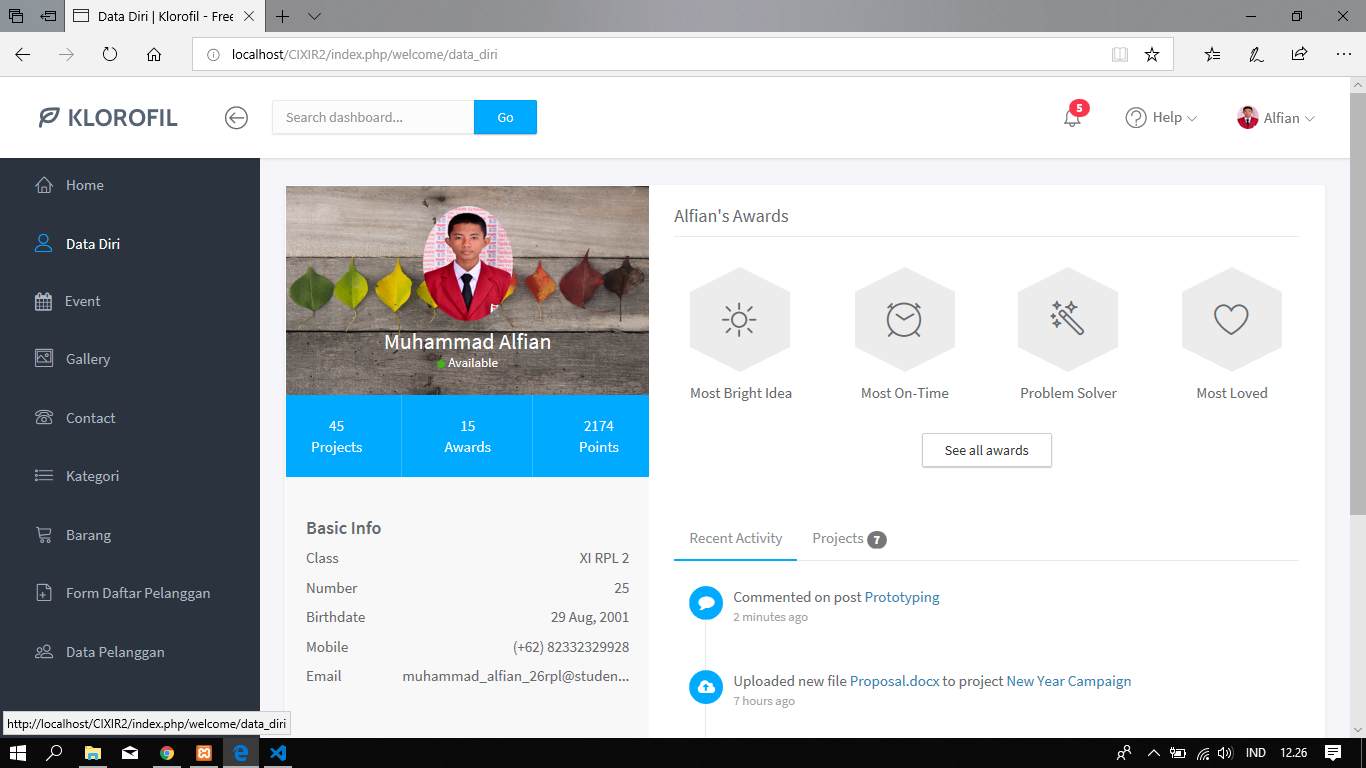 Data Diri | Klorofil - Free
localhost/CIXIR2/index.php/welcome/data_diri
KLOROFIL
Search dashboard...
Go
5
Help
Alfian
Home
Data Diri
Event
Gallery
Contact
Kategori
Barang
Form Daftar Pelanggan
Data Pelanggan
Muhammad Alfian
Available
45
Projects
15
Awards
2174
Points
Basic Info
Class XI RPL 2
Number 25
Birthdate 29 Aug, 2001
Mobile (+62) 82332329928
Email muhammad_alfian_26rpl@studen...
Alfian's Awards
Most Bright Idea
Most On-Time
Problem Solver
Most Loved
See all awards
Recent Activity
Projects 7
Commented on post Prototyping
2 minutes ago
Uploaded new file Proposal.docx to project New Year Campaign
7 hours ago
http://localhost/CIXIR2/index.php/welcome/data_diri
IND
12.26